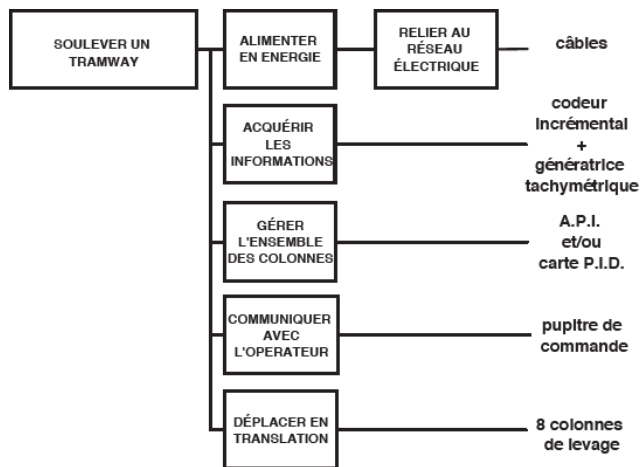 SOULEVER UN
TRAMWAY
ALIMENTER
EN ENERGIE
RELIER AU
RÉSEAU
ÉLECTRIQUE
câbles
ACQUÉRIR
LES
INFORMATIONS
codeur
incrémental
+
génératrice
tachymétrique
GÉRER
L'ENSEMBLE
DES COLONNES
A.P.I.
et/ou
carte P.I.D.
COMMUNIQUER
AVEC
L'OPERATEUR
pupitre de
commande
DÉPLACER EN
TRANSLATION
8 colonnes
de levage